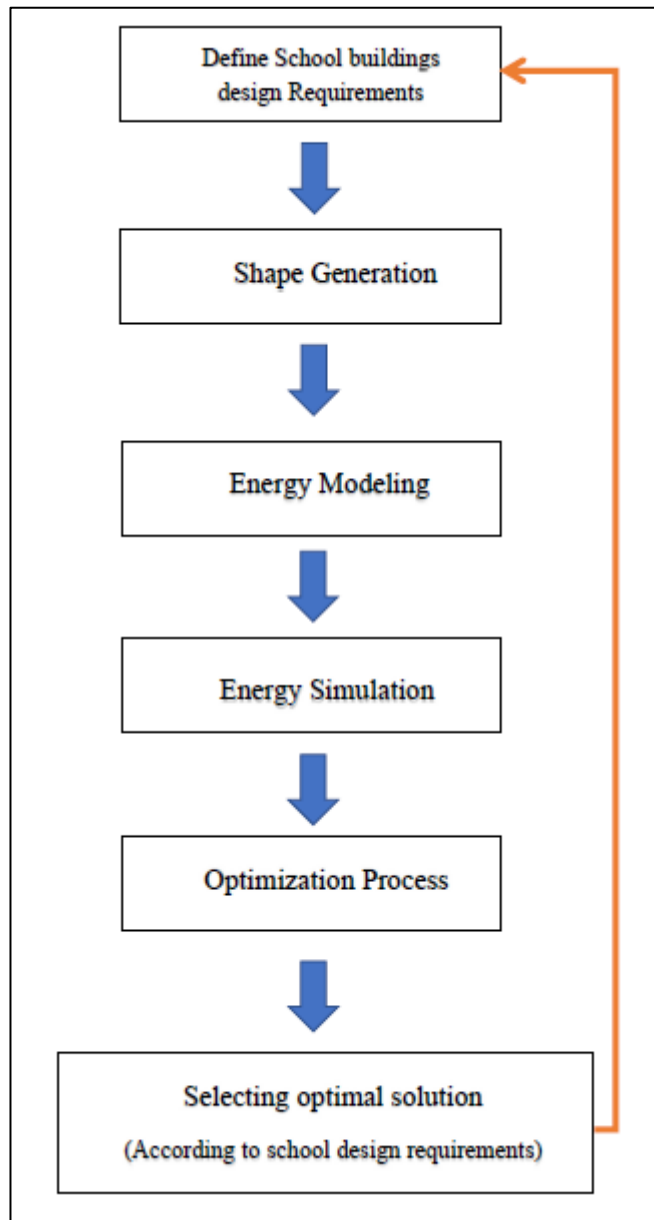 Define School buildings
design Requirements
Shape Generation
Energy Modeling
Energy Simulation
Optimization Process
Selecting optimal solution
(According to school design requirements)